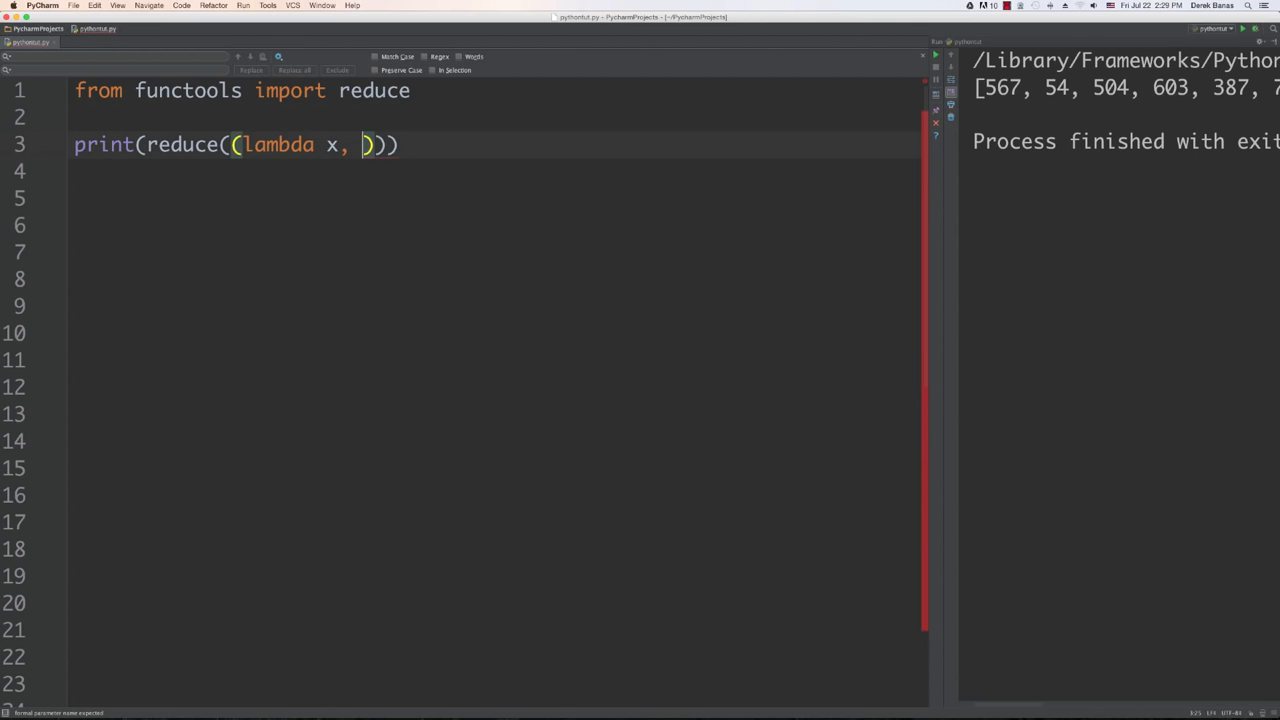 PyCharm File Edit View Navigate Code Refactor Run Tools VCS Window Help 10 Fri Jul 22 2:29 PM Derek Banas
pythontut.py - PycharmProjects - [~/PycharmProjects]
PycharmProjects pythontut.py pythontut
pythontut.py Run pythontut
Match Case Regex Words
Replace Replace all Exclude Preserve Case In Selection
1 from functools import reduce
2
3 print(reduce((lambda x, )))
4
5
6
7
8
9
10
11
12
13
14
15
16
17
18
19
20
21
22
23
24
/Library/Frameworks/Python
[567, 54, 504, 603, 387, 7
Process finished with exit
formal parameter name expected 3:25 LF UTF-8